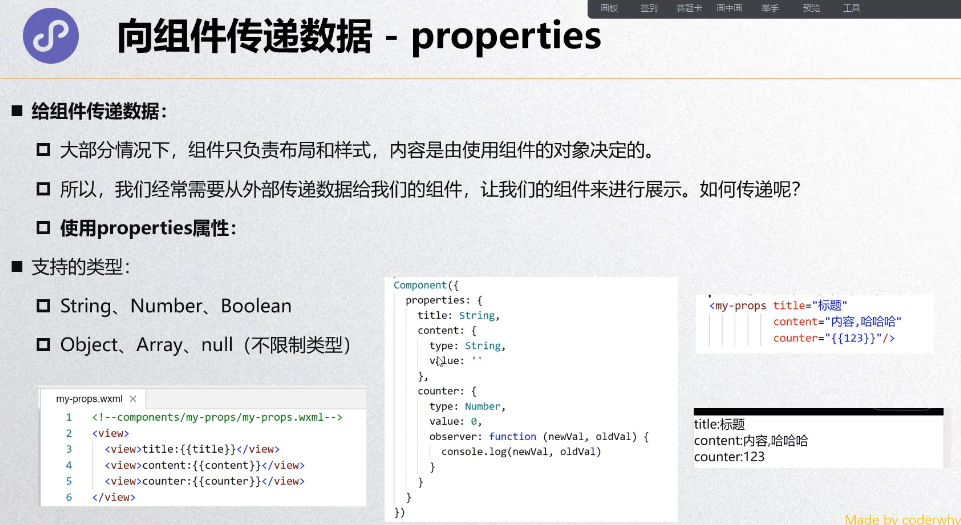 画板 签到 答题卡 画中画 举手 预览 工具
向组件传递数据 - properties
给组件传递数据：
大部分情况下，组件只负责布局和样式，内容是由使用组件的对象决定的。
所以，我们经常需要从外部传递数据给我们的组件，让我们的组件来进行展示。如何传递呢？
使用properties属性：
支持的类型：
String、Number、Boolean
Object、Array、null（不限制类型）
my-props.wxml ×
1 <!--components/my-props/my-props.wxml-->
2 <view>
3 <view>title:{{title}}</view>
4 <view>content:{{content}}</view>
5 <view>counter:{{counter}}</view>
6 </view>
Component({
properties: {
title: String,
content: {
type: String,
value: ''
},
counter: {
type: Number,
value: 0,
observer: function (newVal, oldVal) {
console.log(newVal, oldVal)
}
}
}
})
<my-props title="标题"
content="内容,哈哈哈"
counter="{{123}}"/>
title:标题
content:内容,哈哈哈
counter:123
Made by coderwhy